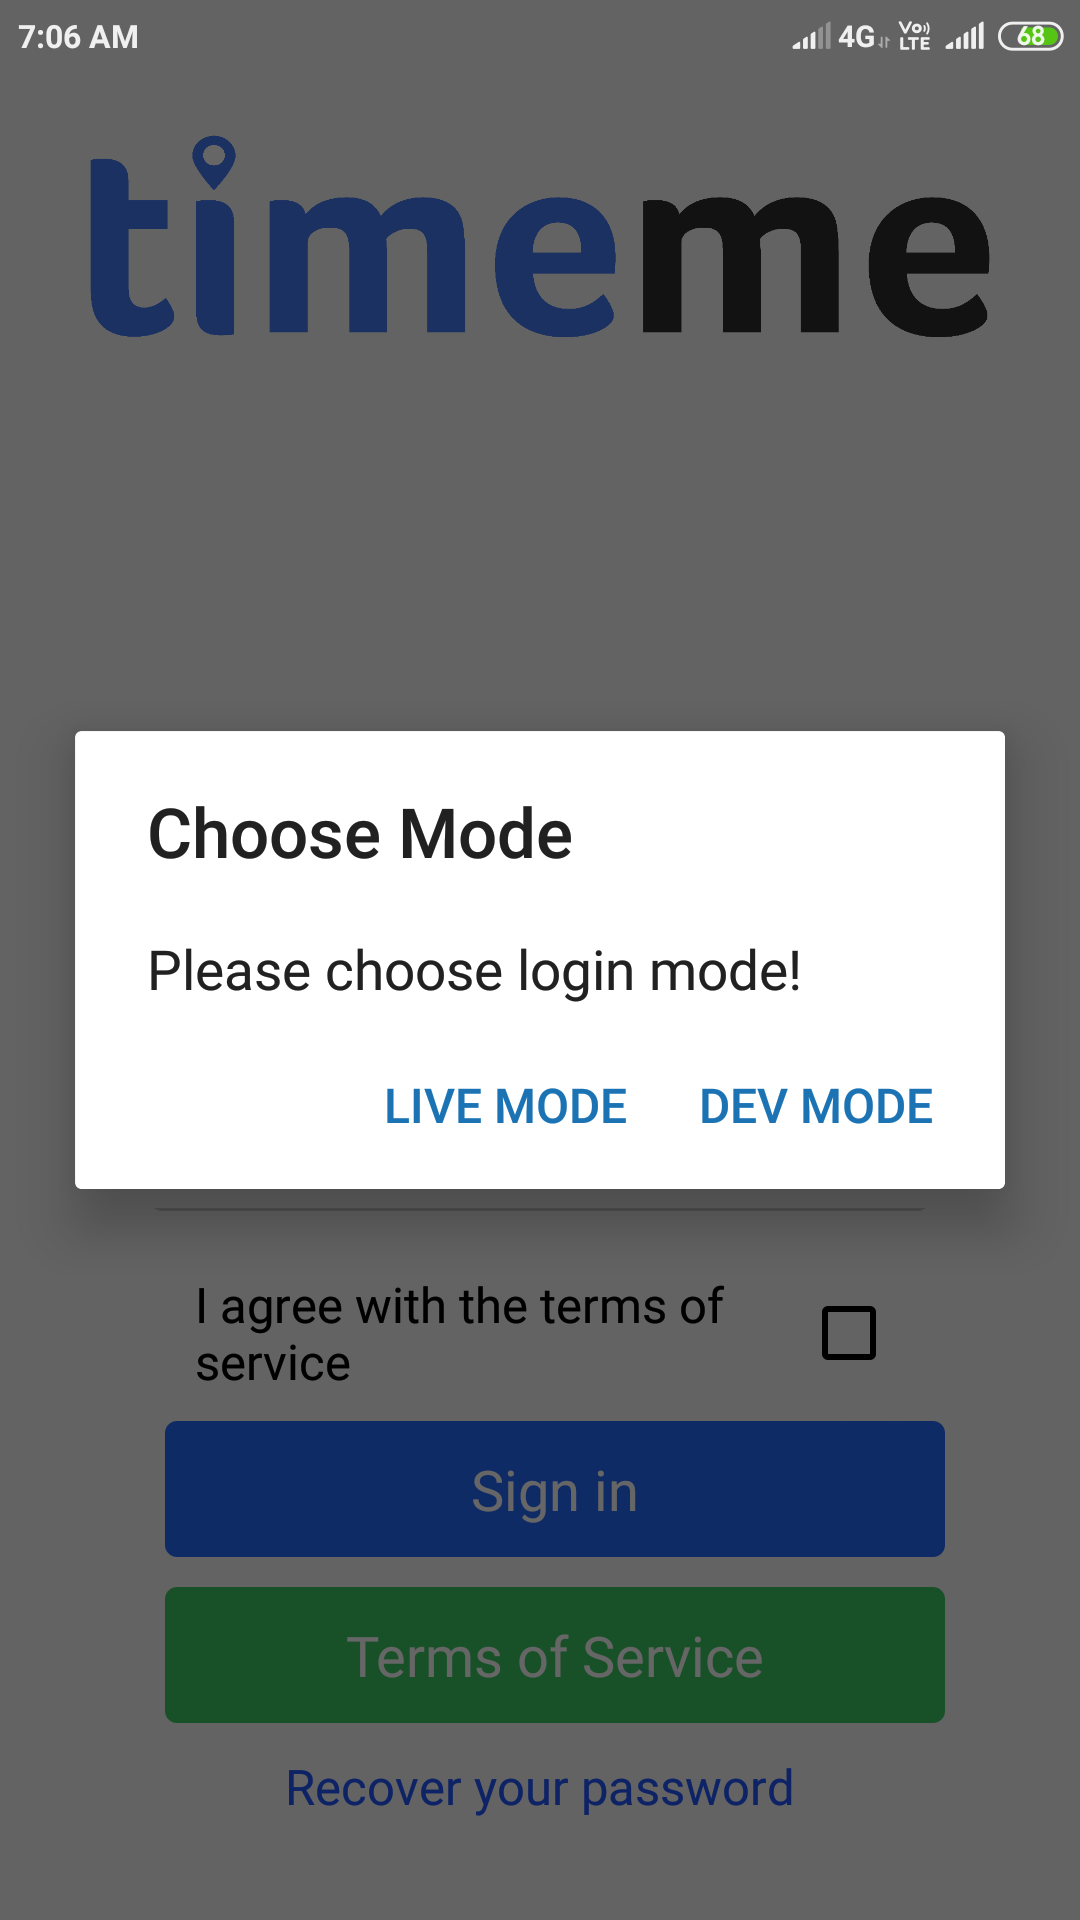 7:06 AM 4G Vo)) LTE 68
timeme
Choose Mode
Please choose login mode!
LIVE MODE DEV MODE
I agree with the terms of
service
Sign in
Terms of Service
Recover your password